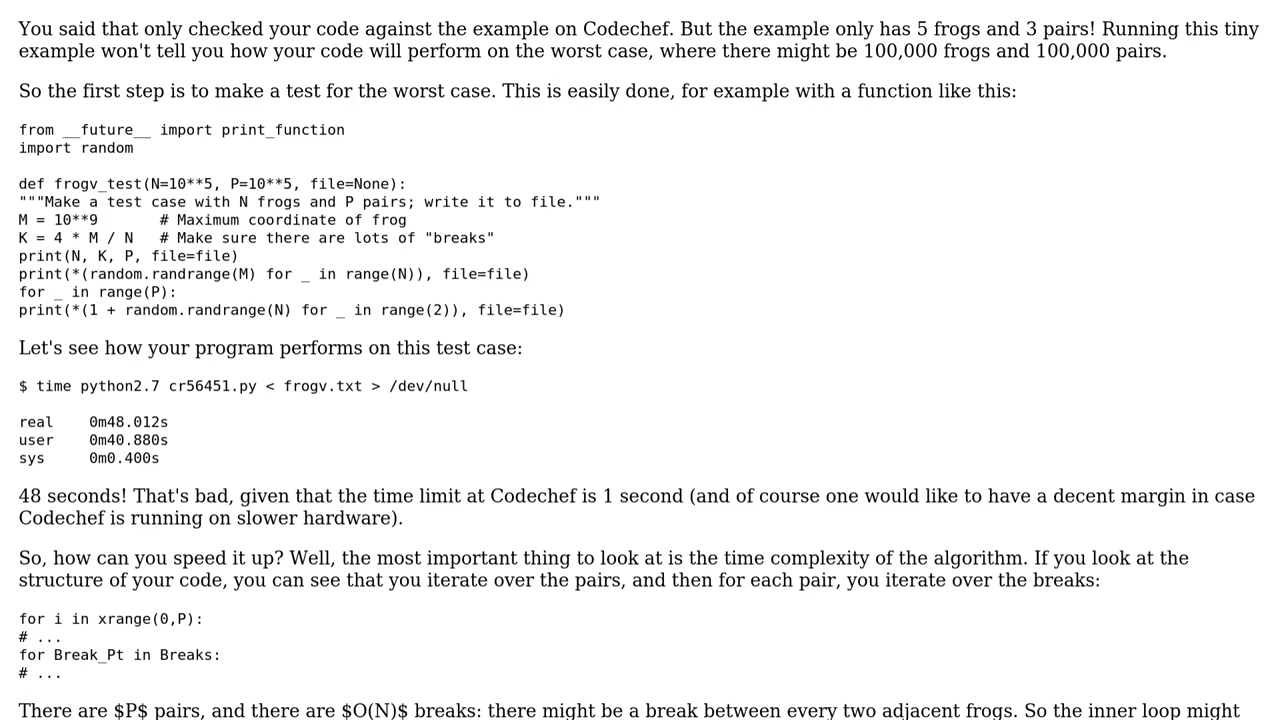 You said that only checked your code against the example on Codechef. But the example only has 5 frogs and 3 pairs! Running this tiny
example won't tell you how your code will perform on the worst case, where there might be 100,000 frogs and 100,000 pairs.
So the first step is to make a test for the worst case. This is easily done, for example with a function like this:
from __future__ import print_function
import random
def frogv_test(N=10**5, P=10**5, file=None):
"""Make a test case with N frogs and P pairs; write it to file."""
M = 10**9       # Maximum coordinate of frog
K = 4 * M / N   # Make sure there are lots of "breaks"
print(N, K, P, file=file)
print(*(random.randrange(M) for _ in range(N)), file=file)
for _ in range(P):
print(*(1 + random.randrange(N) for _ in range(2)), file=file)
Let's see how your program performs on this test case:
$ time python2.7 cr56451.py < frogv.txt > /dev/null
real    0m48.012s
user    0m40.880s
sys     0m0.400s
48 seconds! That's bad, given that the time limit at Codechef is 1 second (and of course one would like to have a decent margin in case
Codechef is running on slower hardware).
So, how can you speed it up? Well, the most important thing to look at is the time complexity of the algorithm. If you look at the
structure of your code, you can see that you iterate over the pairs, and then for each pair, you iterate over the breaks:
for i in xrange(0,P):
# ...
for Break_Pt in Breaks:
# ...
There are $P$ pairs, and there are $O(N)$ breaks: there might be a break between every two adjacent frogs. So the inner loop might